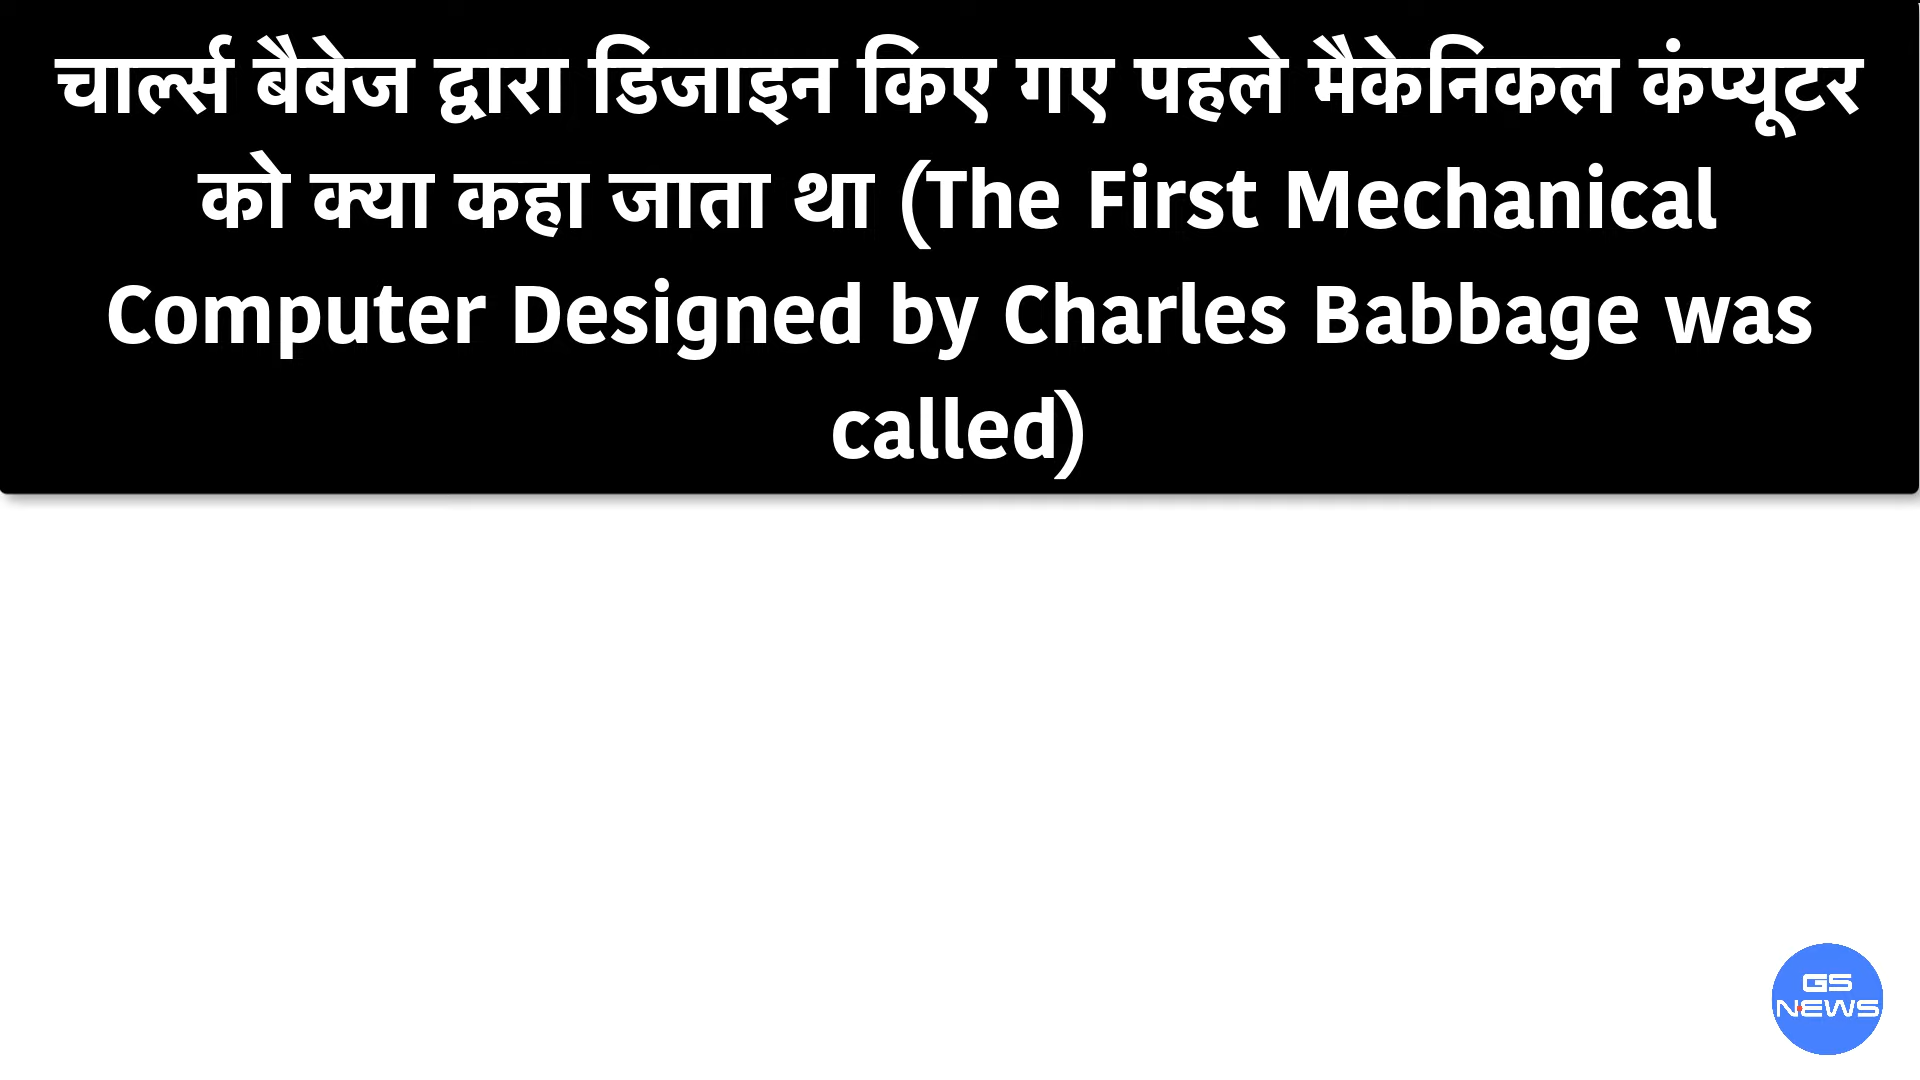 चार्ल्स बैबेज द्वारा डिजाइन किए गए पहले मैकेनिकल कंप्यूटर
को क्या कहा जाता था (The First Mechanical
Computer Designed by Charles Babbage was
called)
GS
NEWS